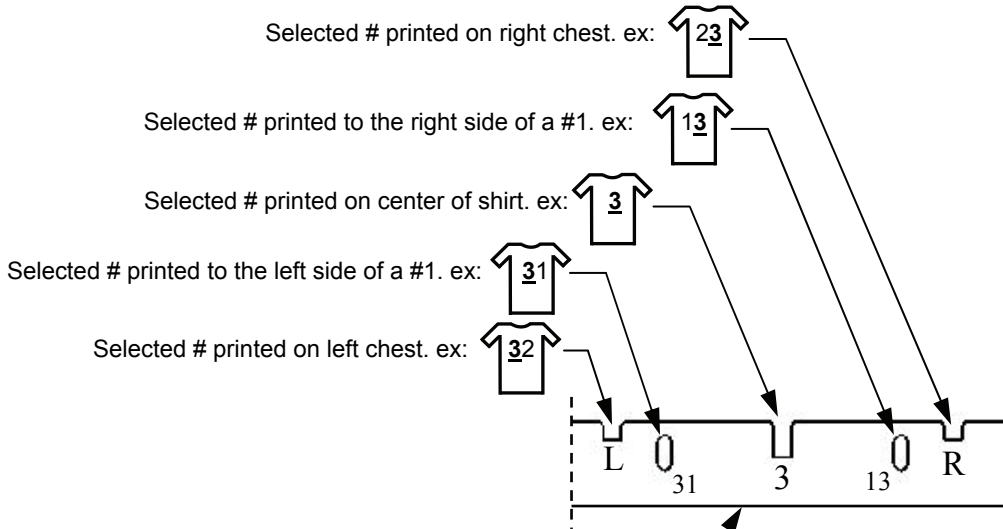 Selected # printed on right chest. ex: 23
Selected # printed to the right side of a #1. ex: 13
Selected # printed on center of shirt. ex: 3
Selected # printed to the left side of a #1. ex: 31
Selected # printed on left chest. ex: 32
L 31 3 13 R